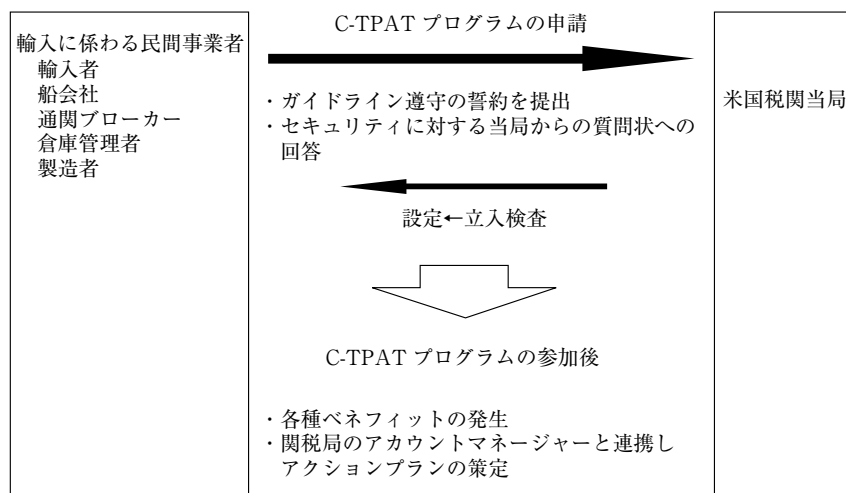 C-TPAT プログラムの申請
輸入に係わる民間事業者
輸入者
船会社
通関ブローカー
倉庫管理者
製造者
・ガイドライン遵守の誓約を提出
・セキュリティに対する当局からの質問状への
回答
米国税関当局
設定←立入検査
C-TPAT プログラムの参加後
・各種ベネフィットの発生
・関税局のアカウントマネージャーと連携し
アクションプランの策定